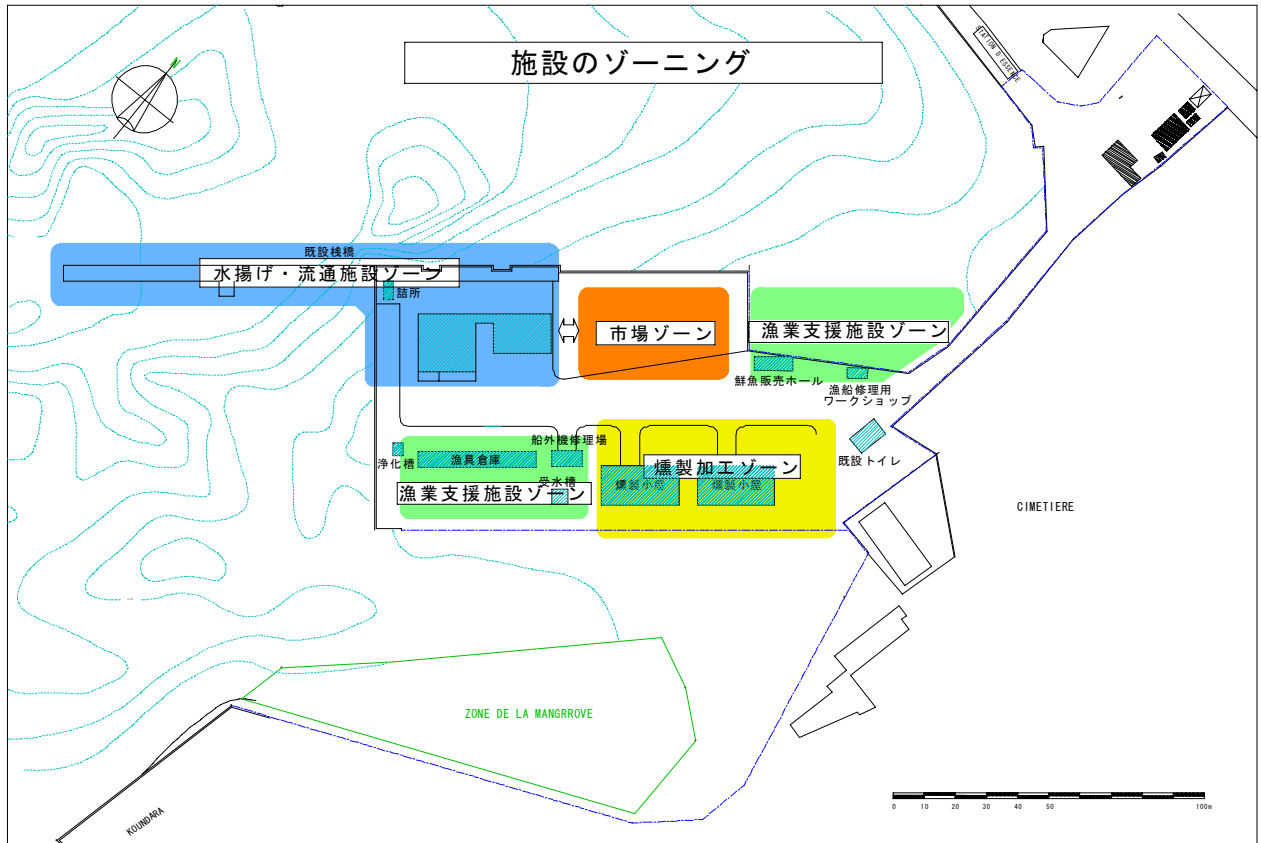 施設のゾーニング
STATION D'ESSENCE
N
既設桟橋
水揚げ・流通施設ゾーン
詰所
市場ゾーン
漁業支援施設ゾーン
鮮魚販売ホール
漁船修理用
ワークショップ
船外機修理場
浄化槽
漁具倉庫
燻製加工ゾーン
既設トイレ
受水槽
燻製小屋
燻製小屋
漁業支援施設ゾーン
CIMETIERE
ZONE DE LA MANGRROVE
KOUNDARA
0 10 20 30 40 50 100m